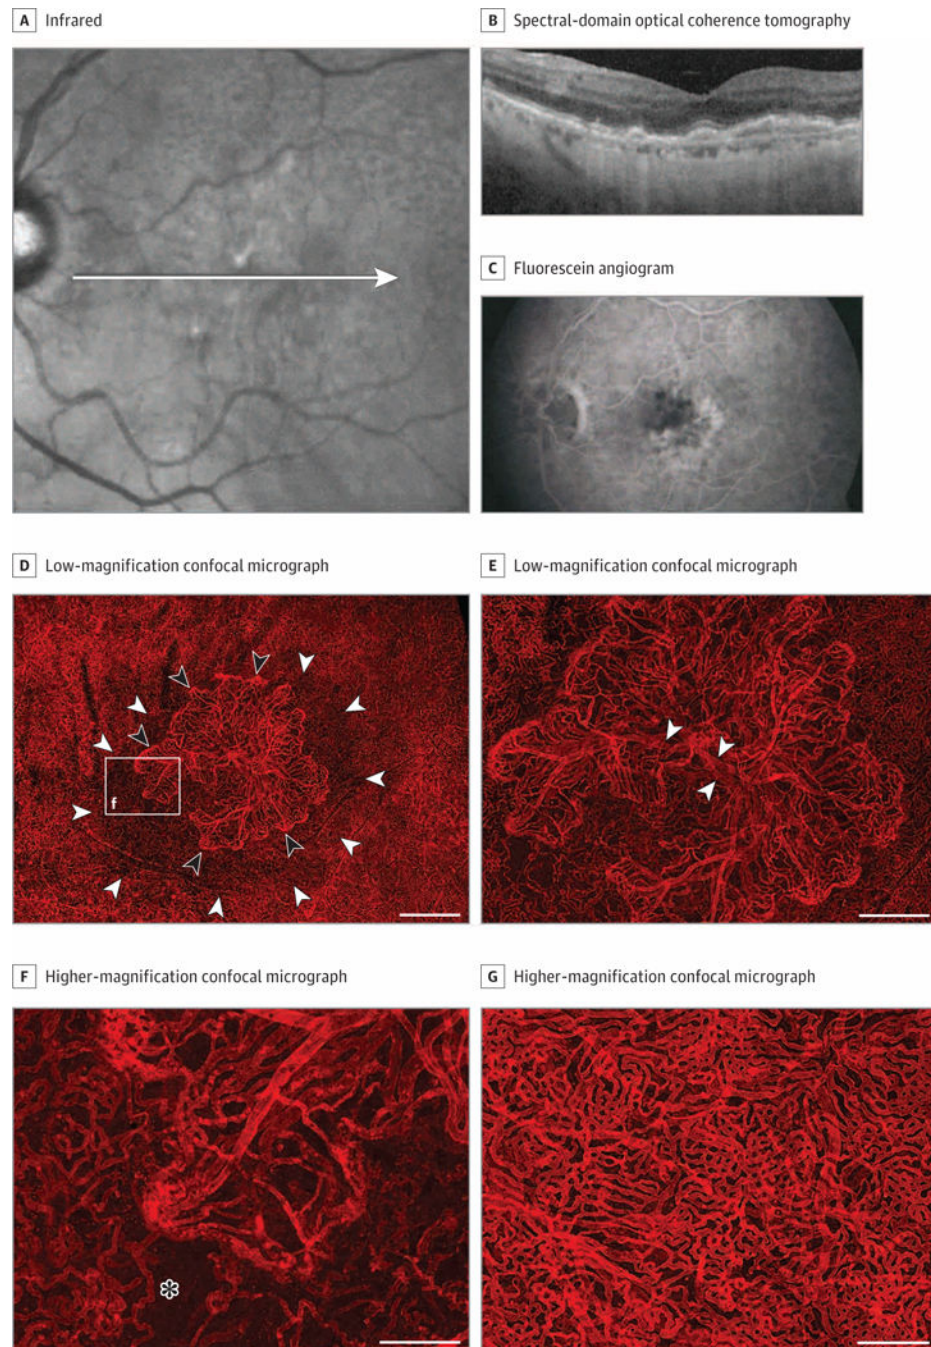 A Infrared
B Spectral-domain optical coherence tomography
C Fluorescein angiogram
D Low-magnification confocal micrograph
E Low-magnification confocal micrograph
f
F Higher-magnification confocal micrograph
G Higher-magnification confocal micrograph